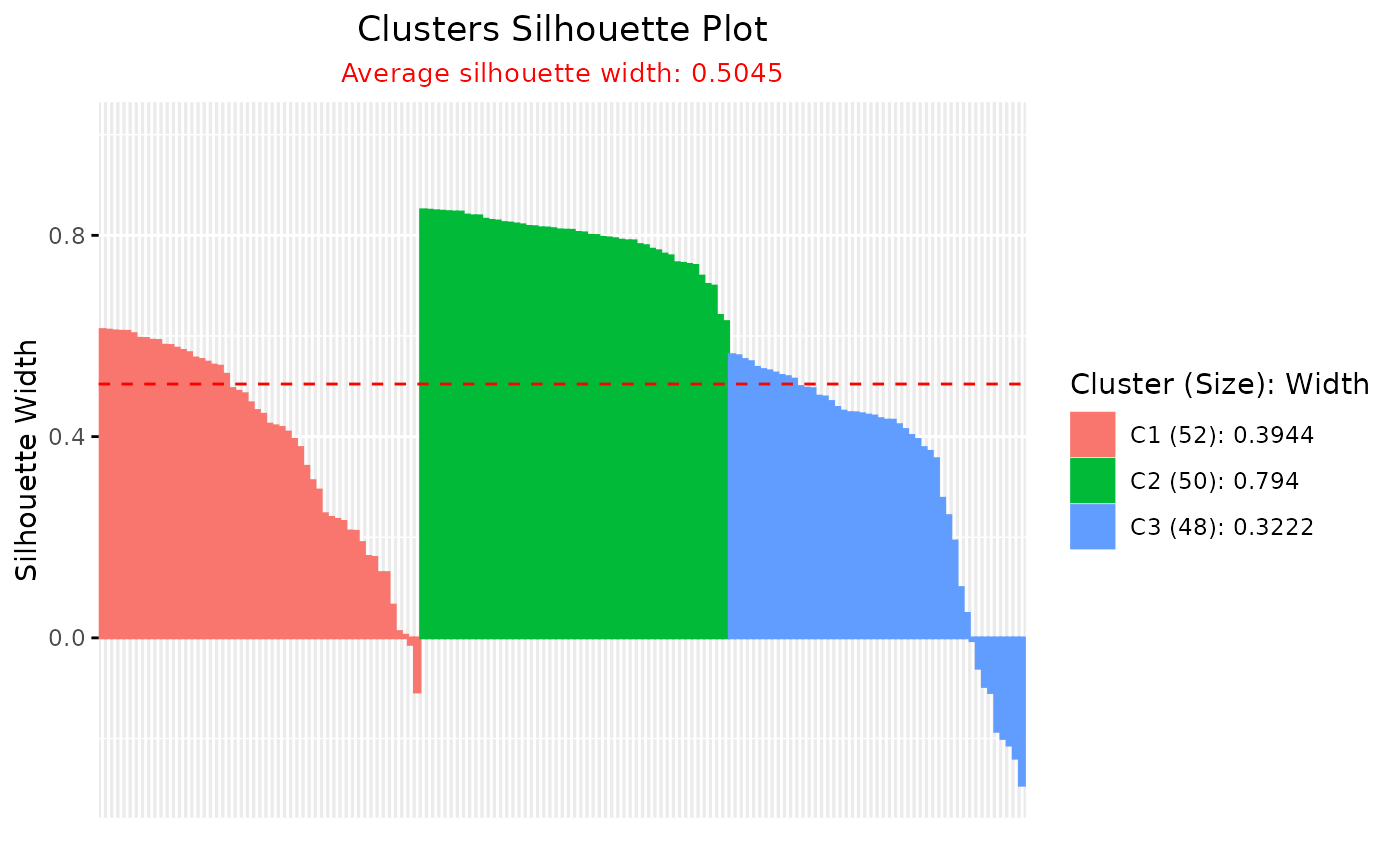 Clusters Silhouette Plot
Average silhouette width: 0.5045
Silhouette Width
0.8
0.4
0.0
Cluster (Size): Width
C1 (52): 0.3944
C2 (50): 0.794
C3 (48): 0.3222